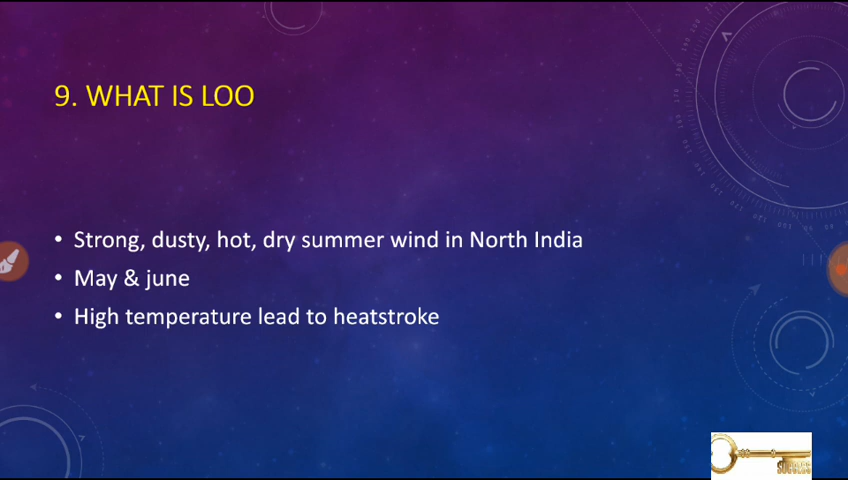 9. WHAT IS LOO
• Strong, dusty, hot, dry summer wind in North India
• May & june
• High temperature lead to heatstroke
SUCCESS